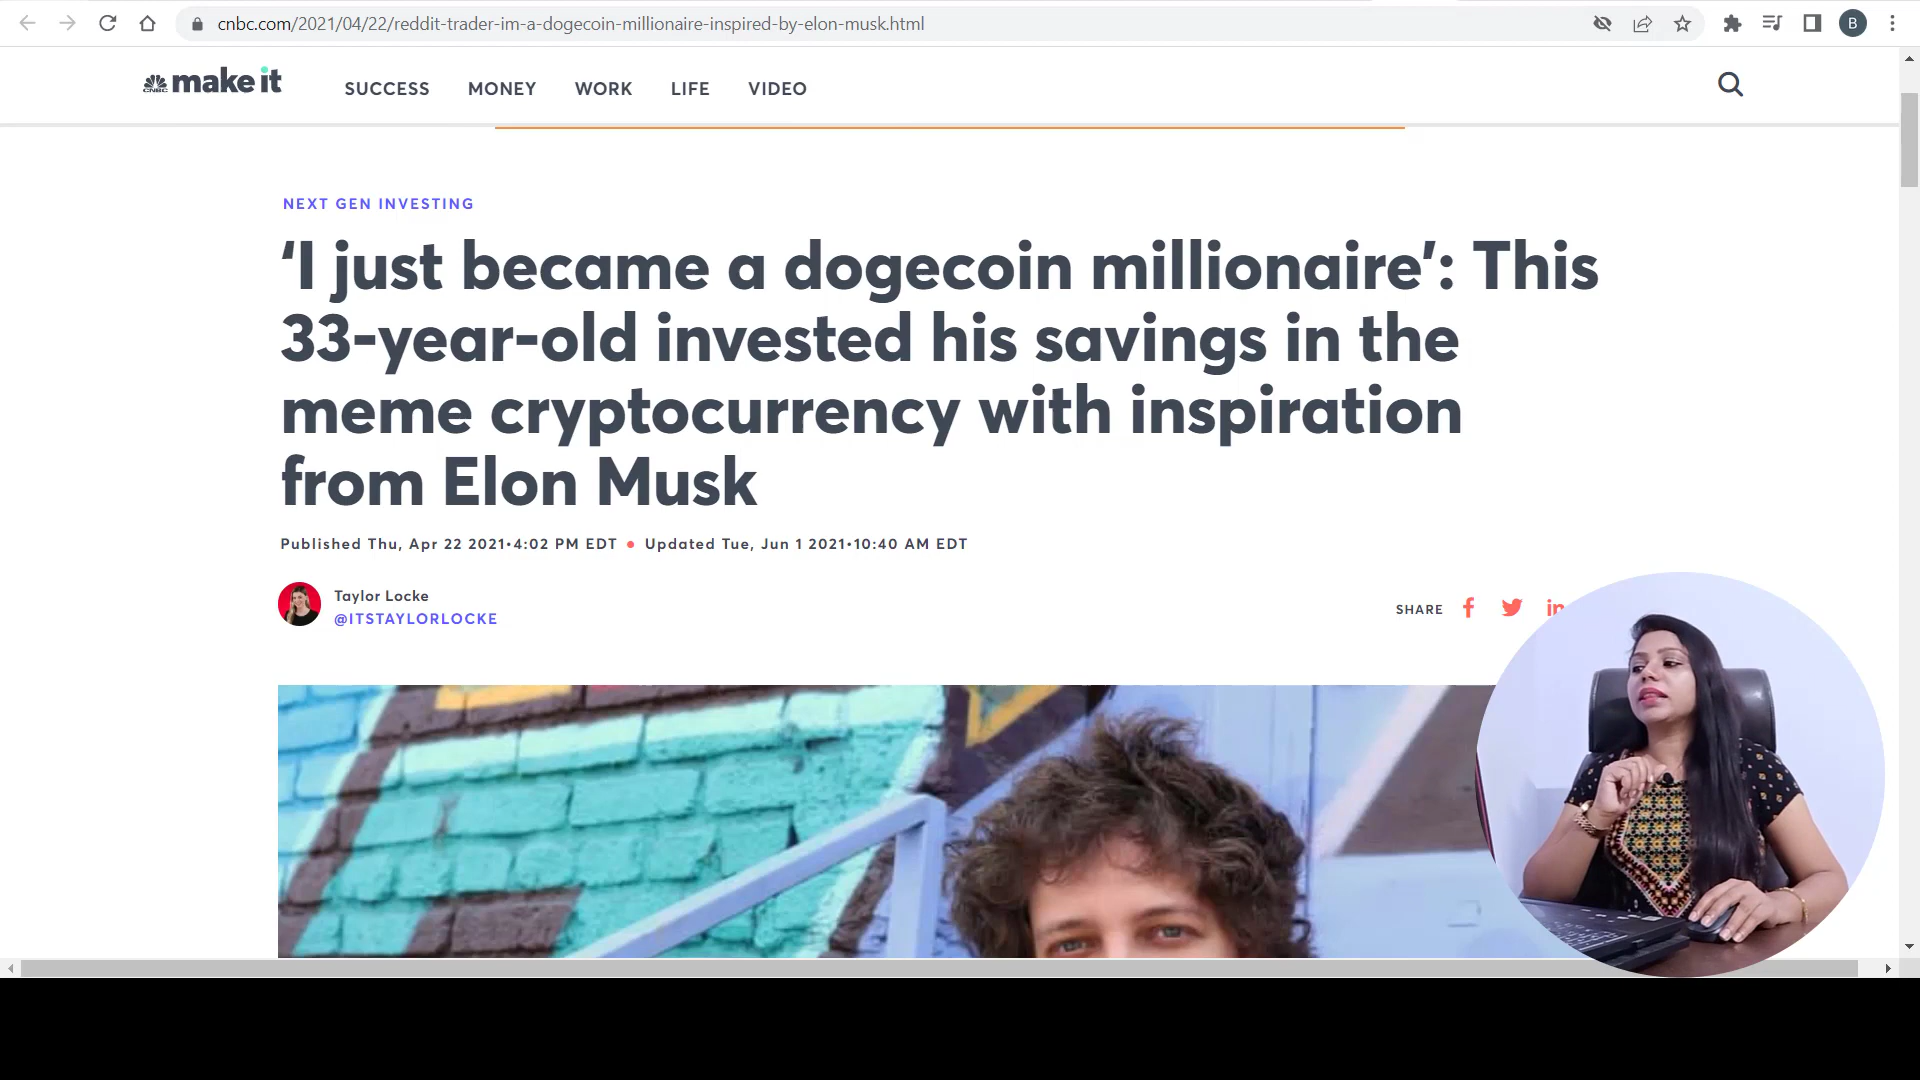 cnbc.com/2021/04/22/reddit-trader-im-a-dogecoin-millionaire-inspired-by-elon-musk.html
B
CNBC make it
SUCCESS MONEY WORK LIFE VIDEO
NEXT GEN INVESTING
‘I just became a dogecoin millionaire’: This
33-year-old invested his savings in the
meme cryptocurrency with inspiration
from Elon Musk
Published Thu, Apr 22 2021•4:02 PM EDT • Updated Tue, Jun 1 2021•10:40 AM EDT
Taylor Locke
@ITSTAYLORLOCKE
SHARE